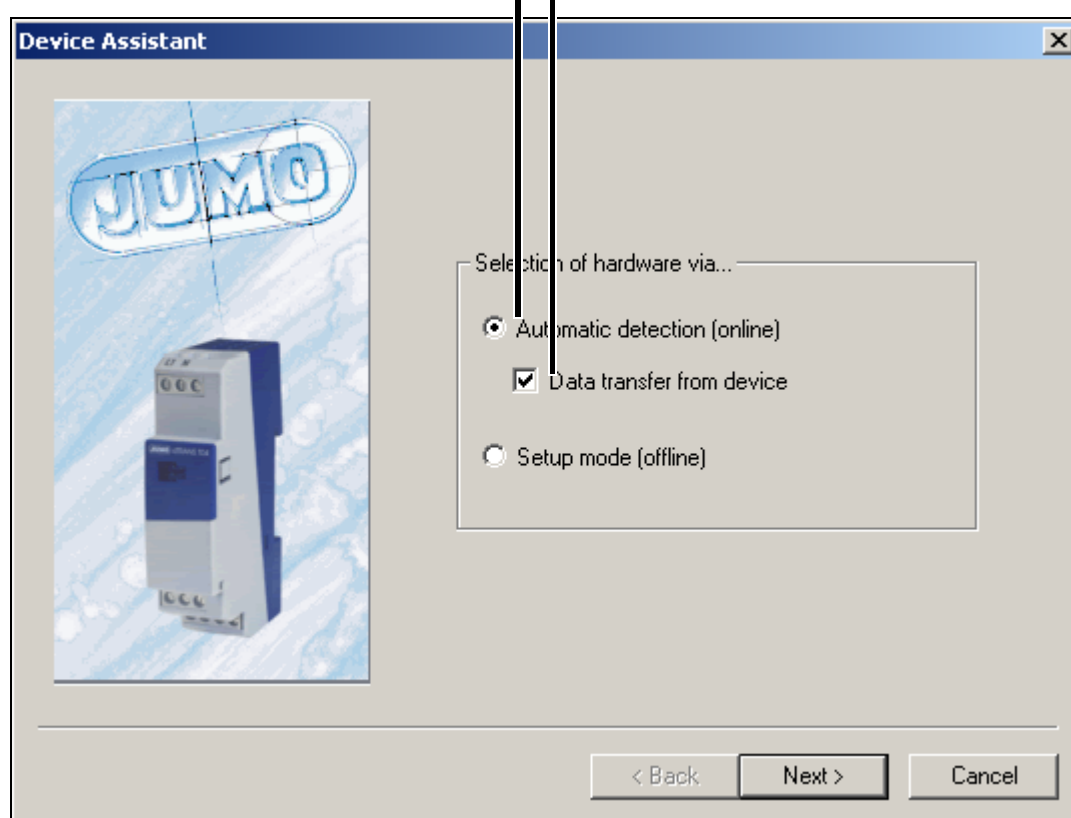 Device Assistant
JUMO
Selection of hardware via...
Automatic detection (online)
Data transfer from device
Setup mode (offline)
< Back
Next >
Cancel